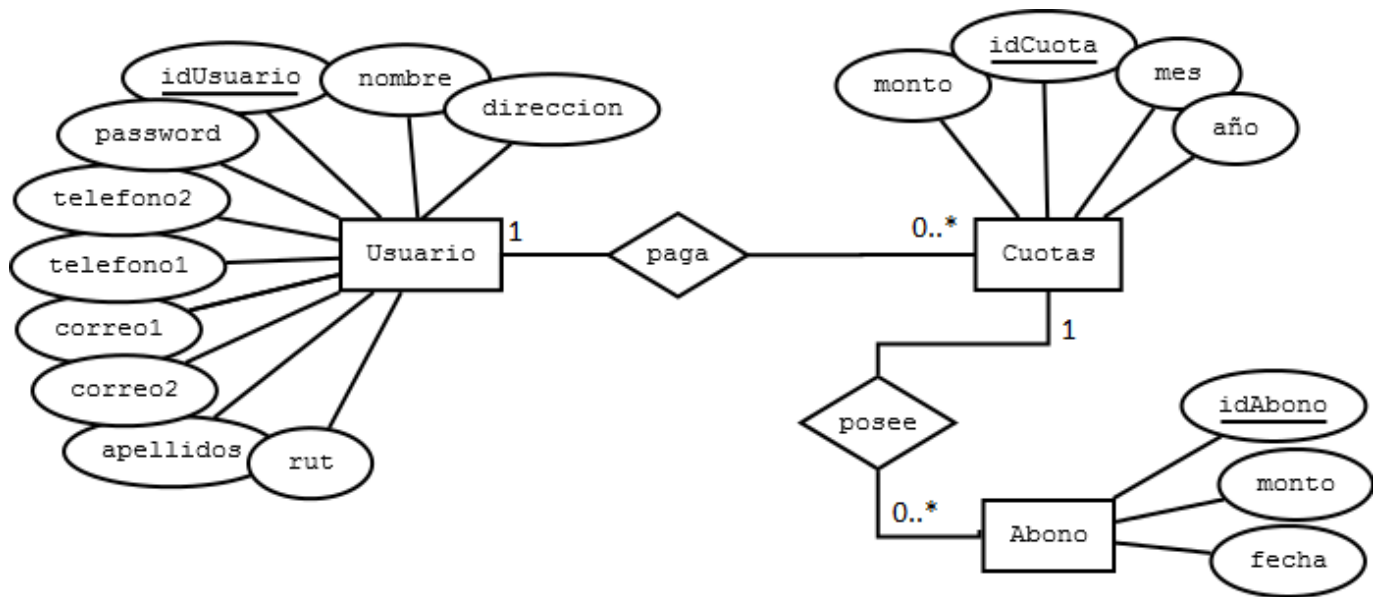 idUsuario
nombre
direccion
password
telefono2
telefono1
correo1
correo2
apellidos
rut
Usuario
1
paga
0..*
Cuotas
monto
idCuota
mes
año
1
posee
0..*
Abono
idAbono
monto
fecha